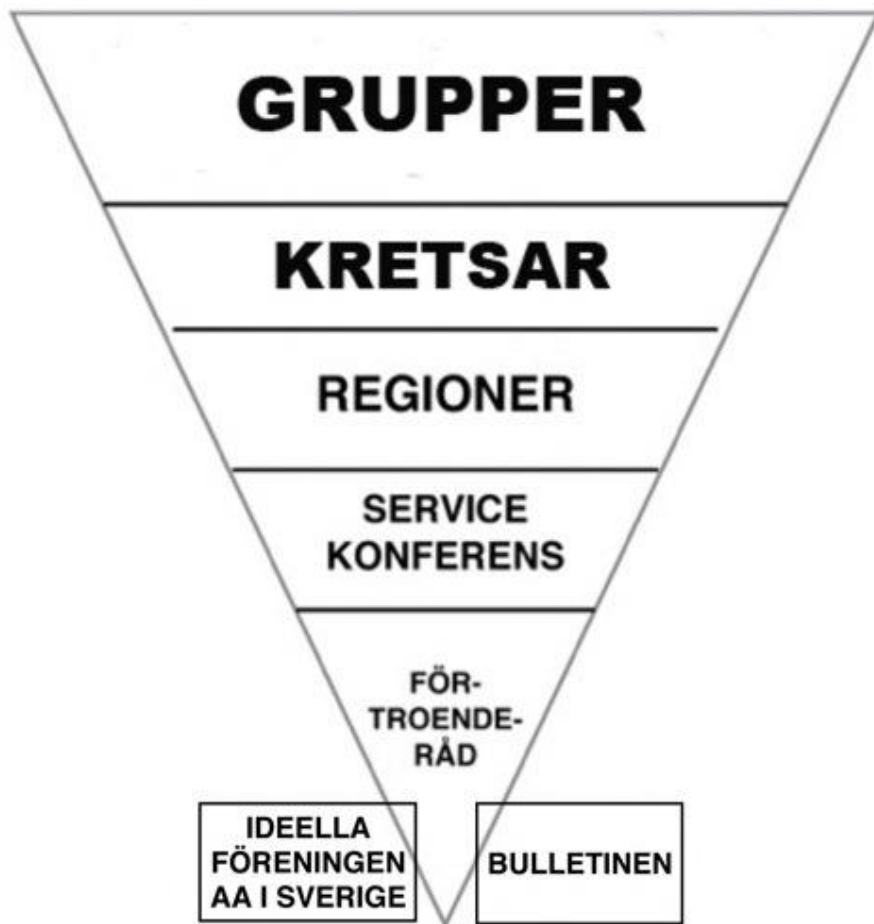 GRUPPER
KRETSAR
REGIONER
SERVICE
KONFERENS
FÖR-
TROENDE-
RÅD
IDEELLA
FÖRENINGEN
AA I SVERIGE
BULLETINEN